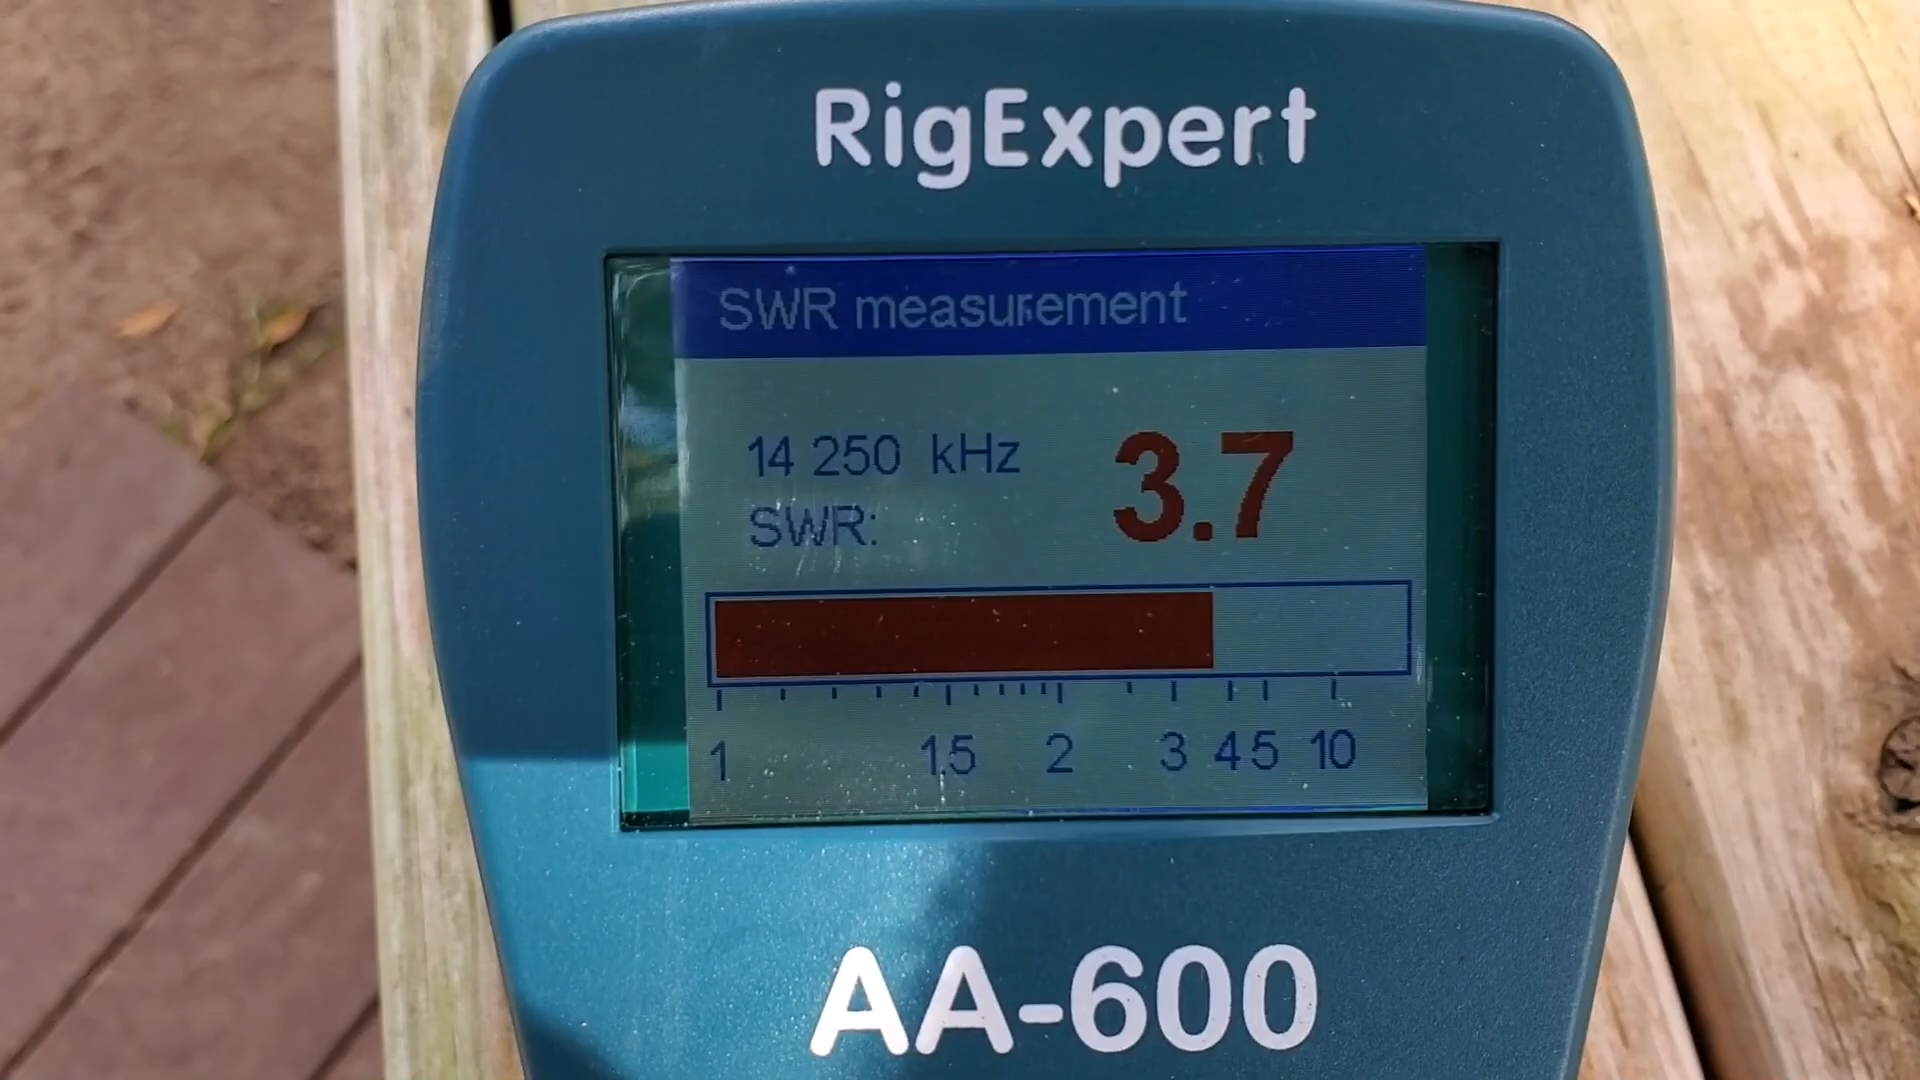 RigExpert
SWR measurement
14 250 kHz
3.7
SWR:
1 1.5 2 3 4 5 10
AA-600